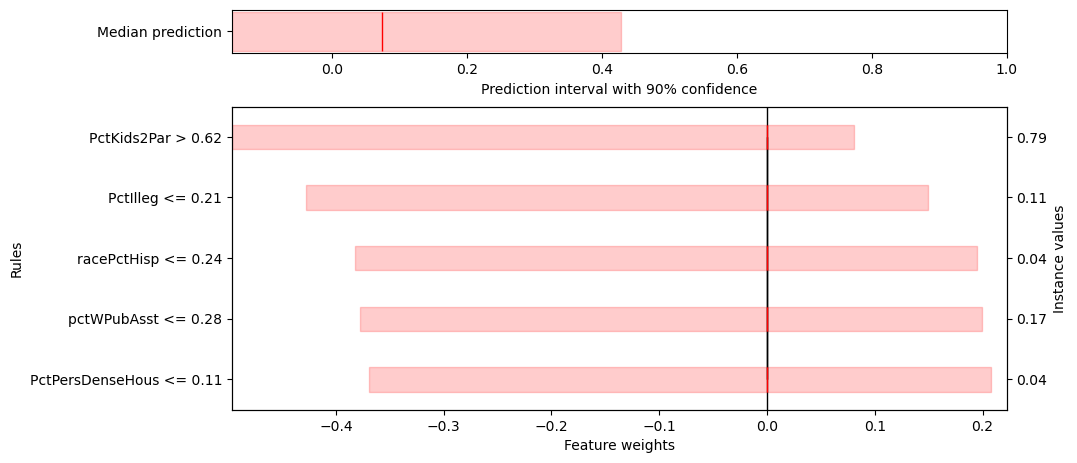 Median prediction
0.0 0.2 0.4 0.6 0.8 1.0
Prediction interval with 90% confidence
Rules
PctKids2Par > 0.62 0.79
PctIlleg <= 0.21 0.11
racePctHisp <= 0.24 0.04
pctWPubAsst <= 0.28 0.17
PctPersDenseHous <= 0.11 0.04
Instance values
−0.4 −0.3 −0.2 −0.1 0.0 0.1 0.2
Feature weights